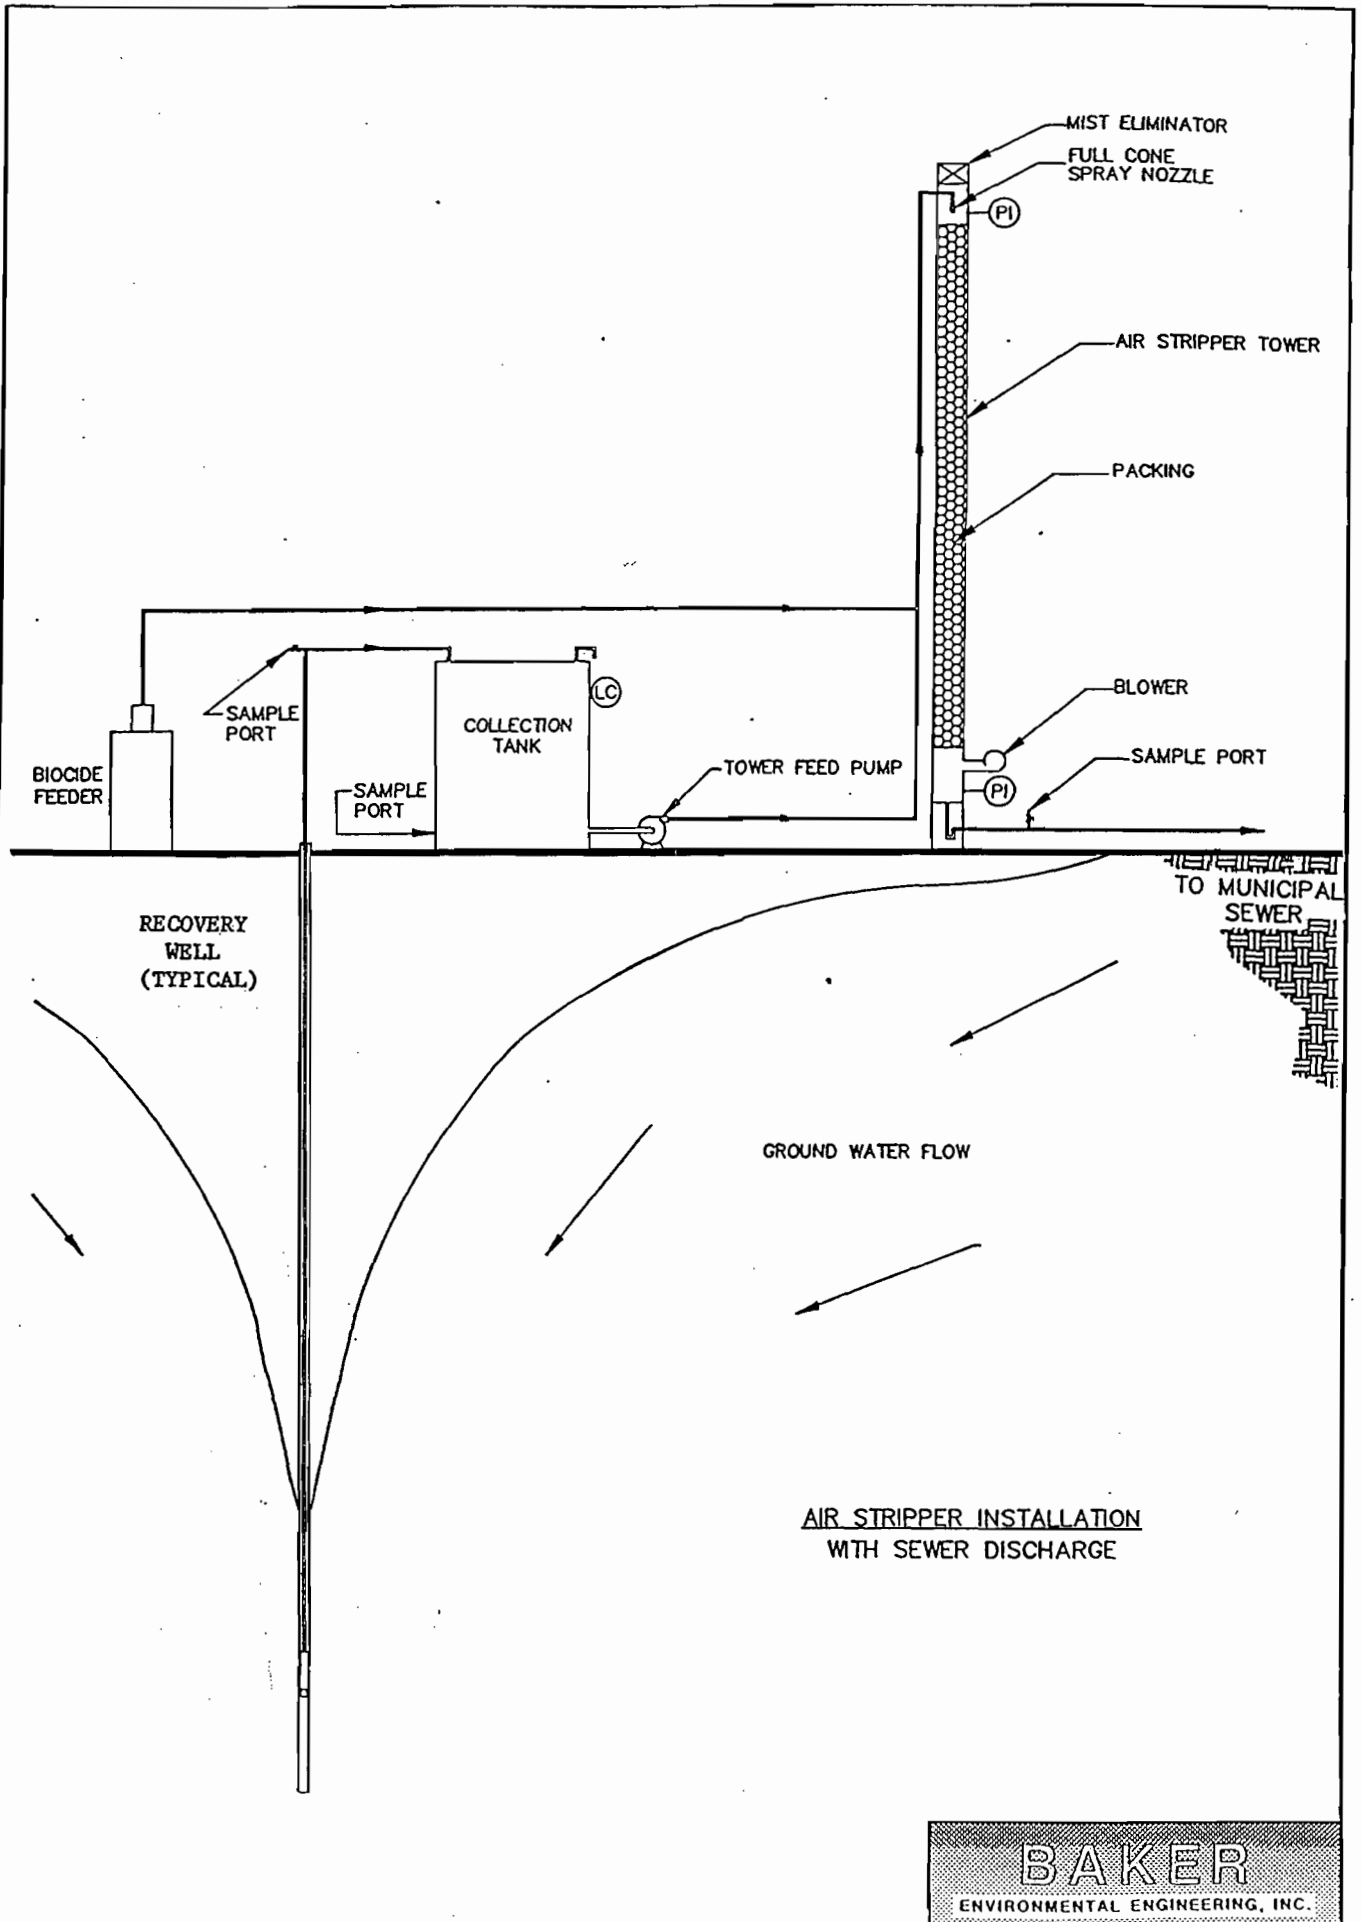 MIST ELIMINATOR
FULL CONE
SPRAY NOZZLE
PI
AIR STRIPPER TOWER
PACKING
BLOWER
SAMPLE PORT
PI
TOWER FEED PUMP
LC
COLLECTION
TANK
SAMPLE
PORT
SAMPLE
PORT
BIOCIDE
FEEDER
TO MUNICIPAL
SEWER
RECOVERY
WELL
(TYPICAL)
GROUND WATER FLOW
AIR STRIPPER INSTALLATION
WITH SEWER DISCHARGE
BAKER
ENVIRONMENTAL ENGINEERING, INC.